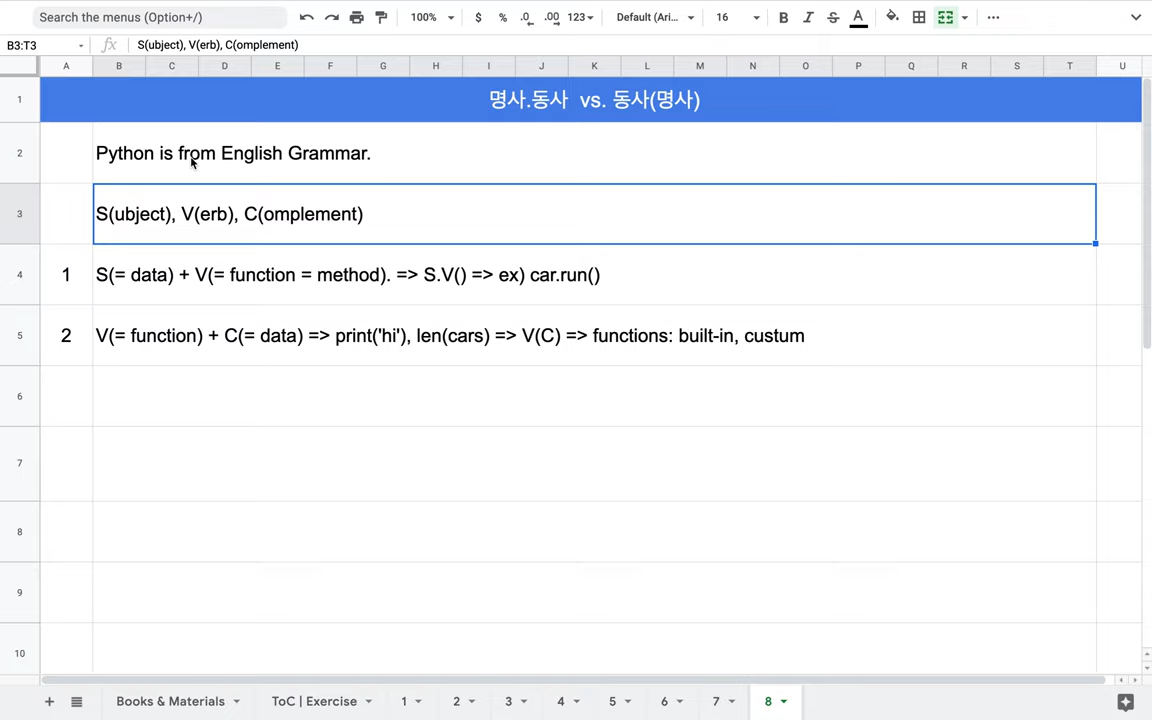 Search the menus (Option+/) 100% $ % .0 .00 123 Default (Ari... 16 B I S A
B3:T3 fx S(ubject), V(erb), C(omplement)
A B C D E F G H I J K L M N O P Q R S T U
1 명사.동사 vs. 동사(명사)
2 Python is from English Grammar.
3 S(ubject), V(erb), C(omplement)
4 1 S(= data) + V(= function = method). => S.V() => ex) car.run()
5 2 V(= function) + C(= data) => print('hi'), len(cars) => V(C) => functions: built-in, custum
6
7
8
9
10
Books & Materials ToC | Exercise 1 2 3 4 5 6 7 8